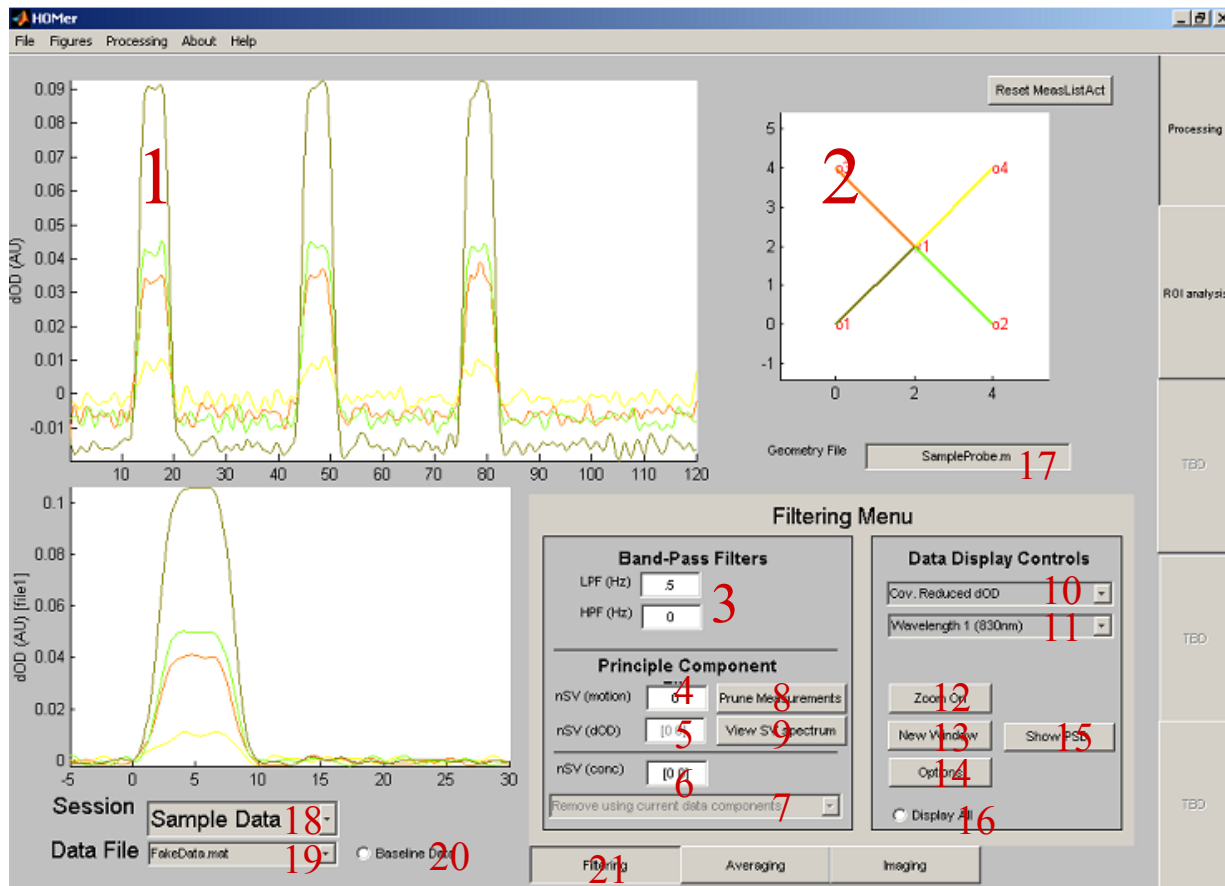 HOMer
File Figures Processing About Help
Reset MeasListAct
Processing
ROI analysis
TBD
TBD
TBD
0.09
0.08
0.07
0.06
0.05
0.04
0.03
0.02
0.01
0
-0.01
dOD (AU)
10 20 30 40 50 60 70 80 90 100 110 120
1
5
4
3
2
1
0
-1
0 2 4
2
o3
o4
o1
o2
Geometry File
SampleProbe.m
17
0.1
0.08
0.06
0.04
0.02
0
dOD (AU) [file1]
-5 0 5 10 15 20 25 30
Filtering Menu
Band-Pass Filters
LPF (Hz) .5
HPF (Hz) 0
3
Principle Component
nSV (motion) 0 4
Prune Measurements 8
nSV (dOD) [0 0] 5
View SV spectrum 9
nSV (conc) [0 0] 6
Remove using current data components 7
Data Display Controls
Cov. Reduced dOD 10
Wavelength 1 (830nm) 11
Zoom On 12
New Window 13
Show PSD 15
Options 14
Display All 16
Session Sample Data 18
Data File FakeData.mat 19
Baseline Data 20
Filtering 21
Averaging
Imaging